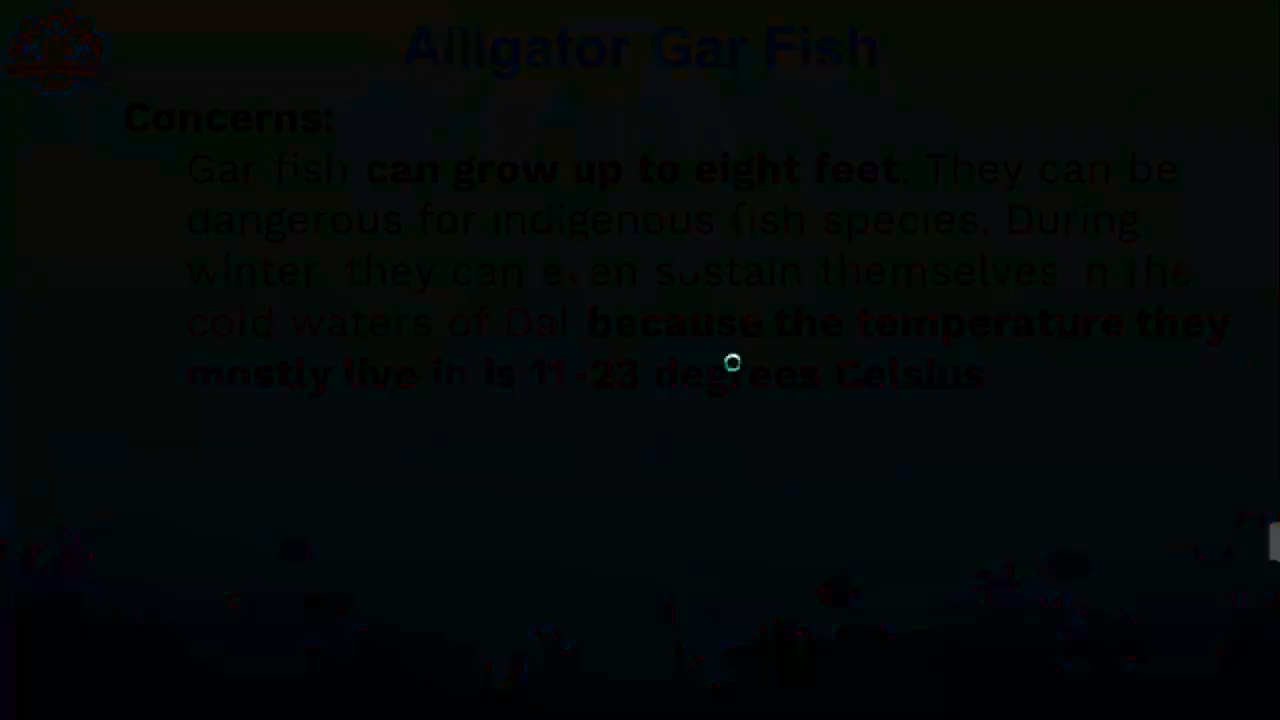 Alligator Gar Fish
Concerns:
Gar fish can grow up to eight feet. They can be
dangerous for indigenous fish species. During
winter, they can even sustain themselves in the
cold waters of Dal because the temperature they
mostly live in is 11-23 degrees Celsius